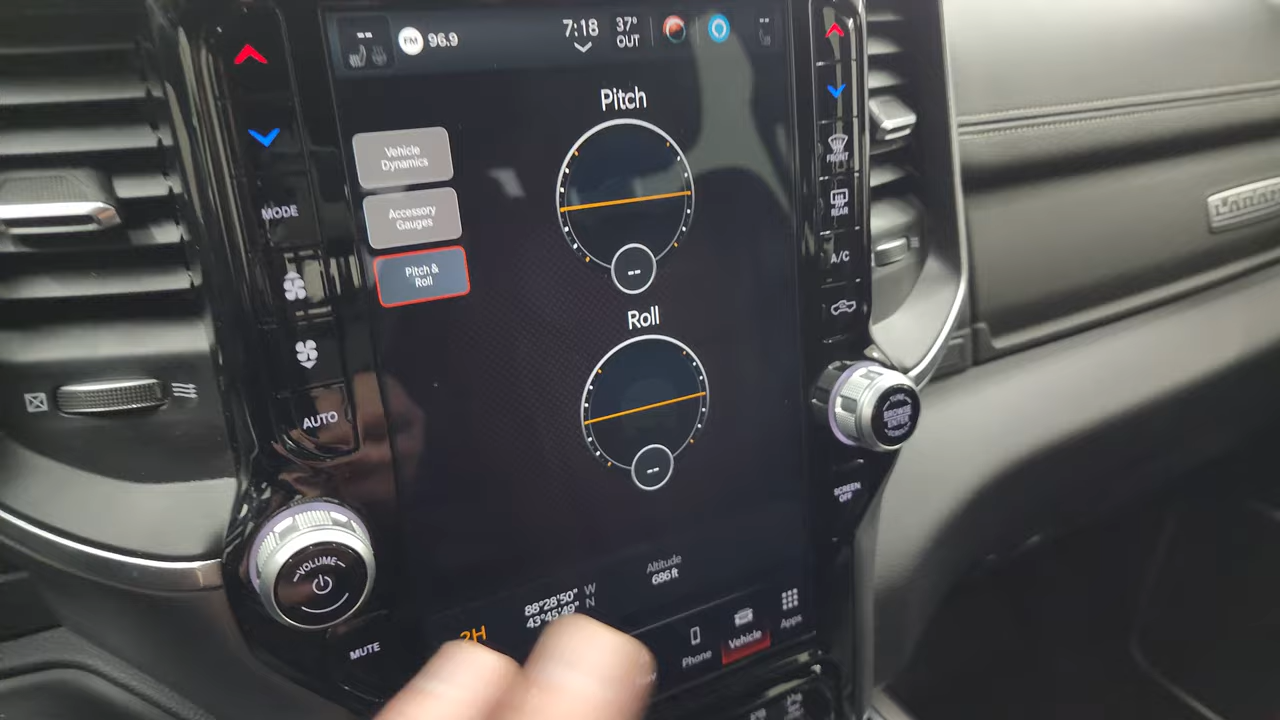 --
FM 96.9
7:18
37°
OUT
--
Pitch
Vehicle
Dynamics
Accessory
Gauges
Pitch &
Roll
--
Roll
--
Altitude
686 ft
88°28'50" W
43°45'49" N
2H
Phone
Vehicle
Apps
MODE
AUTO
VOLUME
MUTE
FRONT
REAR
A/C
TUNE
BROWSE
ENTER
SCREEN
OFF